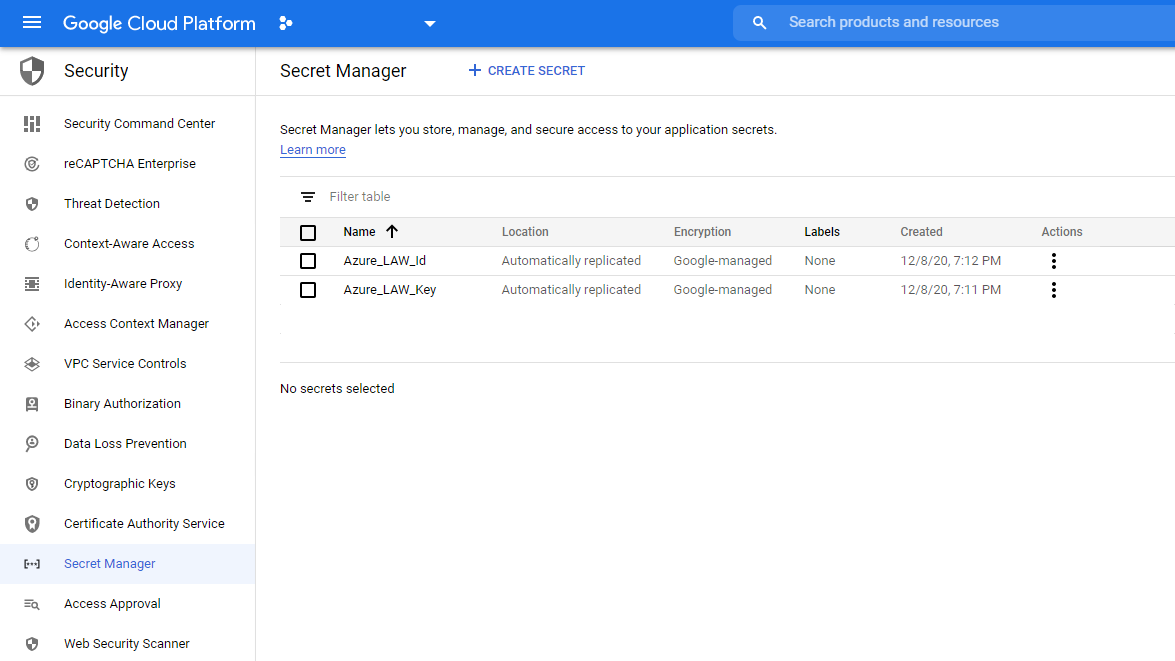 Google Cloud Platform
Search products and resources
Security
Secret Manager
CREATE SECRET
Security Command Center
reCAPTCHA Enterprise
Threat Detection
Context-Aware Access
Identity-Aware Proxy
Access Context Manager
VPC Service Controls
Binary Authorization
Data Loss Prevention
Cryptographic Keys
Certificate Authority Service
Secret Manager
Access Approval
Web Security Scanner
Secret Manager lets you store, manage, and secure access to your application secrets.
Learn more
Filter table
Name Location Encryption Labels Created Actions
Azure_LAW_Id Automatically replicated Google-managed None 12/8/20, 7:12 PM
Azure_LAW_Key Automatically replicated Google-managed None 12/8/20, 7:11 PM
No secrets selected